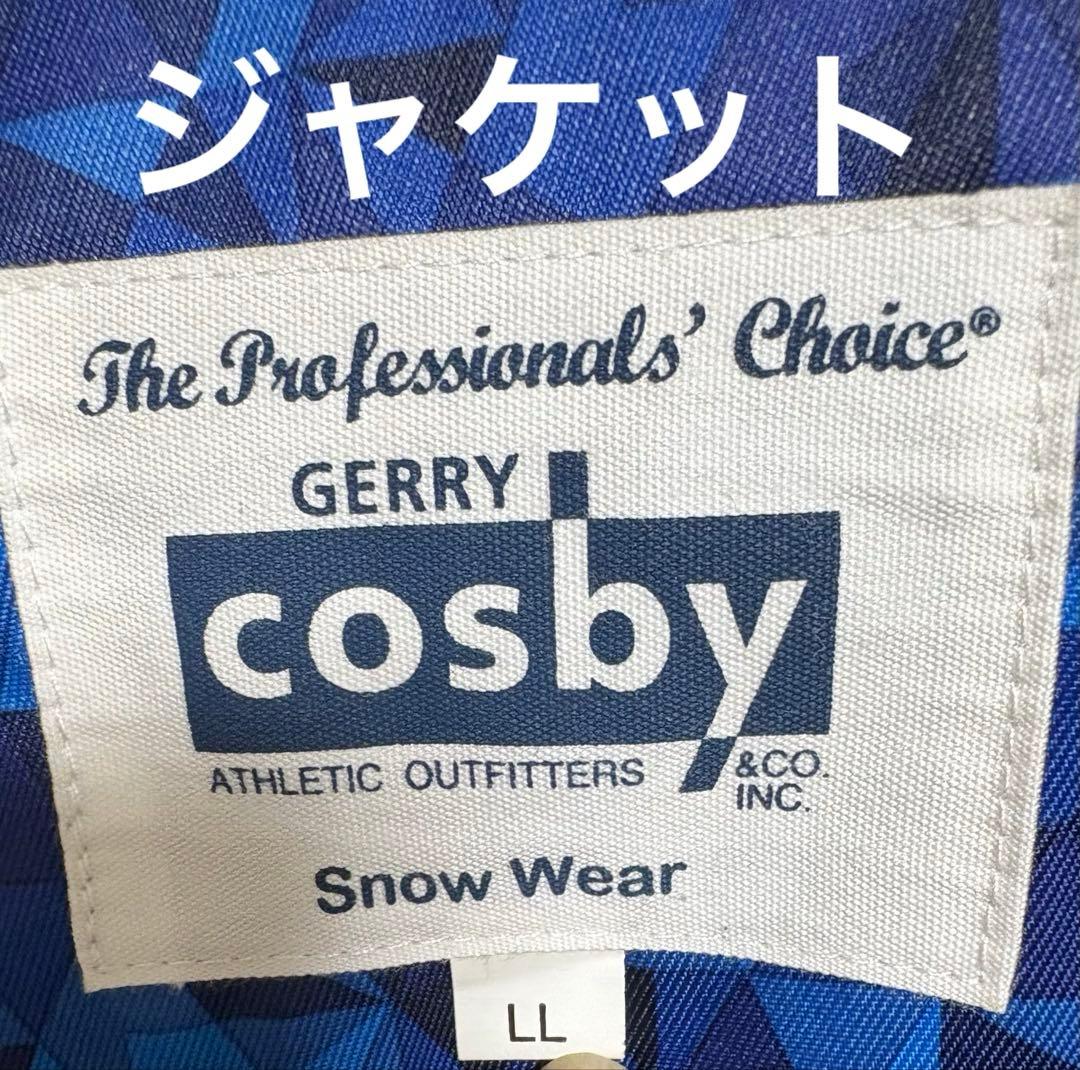 ジャケット
The Professionals' Choice®
GERRY
cosby
ATHLETIC OUTFITTERS &CO.
INC.
Snow Wear
LL